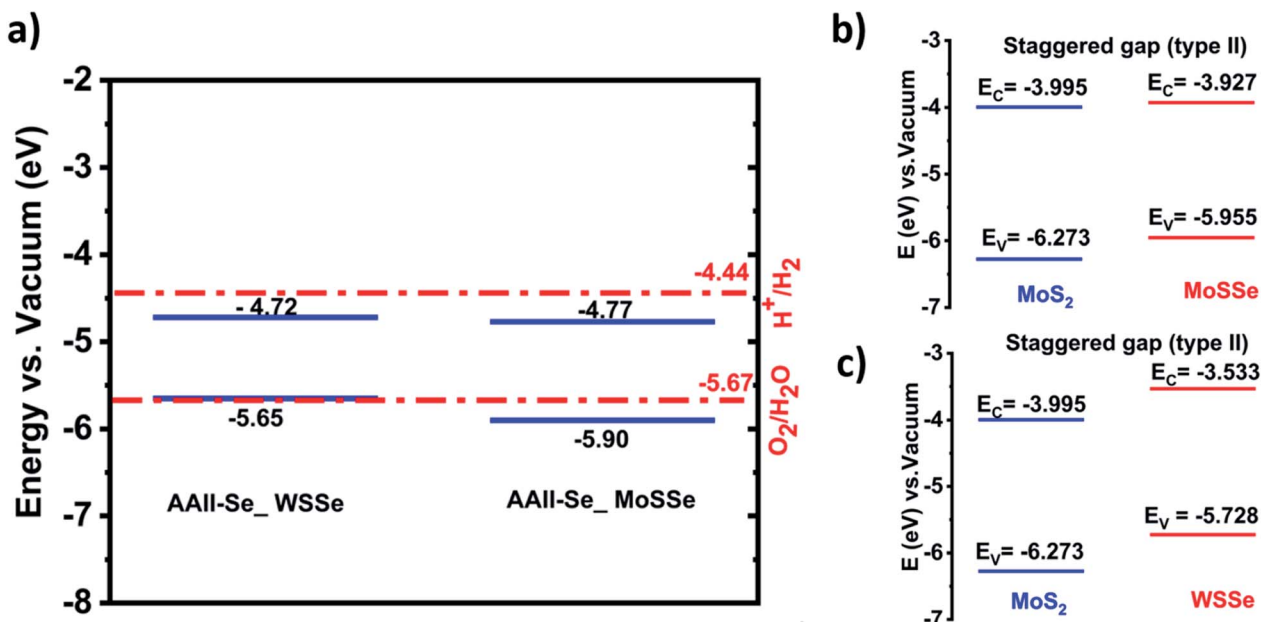 a)
Energy vs. Vacuum (eV)
-2
-3
-4
-5
-6
-7
-8
-4.44
- 4.72
-4.77
H+/H2
-5.67
-5.65
-5.90
O2/H2O
AAII-Se_ WSSe
AAII-Se_ MoSSe
b)
Staggered gap (type II)
E (eV) vs.Vacuum
-3
-4
-5
-6
-7
EC= -3.995
EC= -3.927
EV= -6.273
EV= -5.955
MoS2
MoSSe
c)
Staggered gap (type II)
E (eV) vs.Vacuum
-3
-4
-5
-6
-7
EC= -3.995
EC= -3.533
EV= -6.273
EV = -5.728
MoS2
WSSe